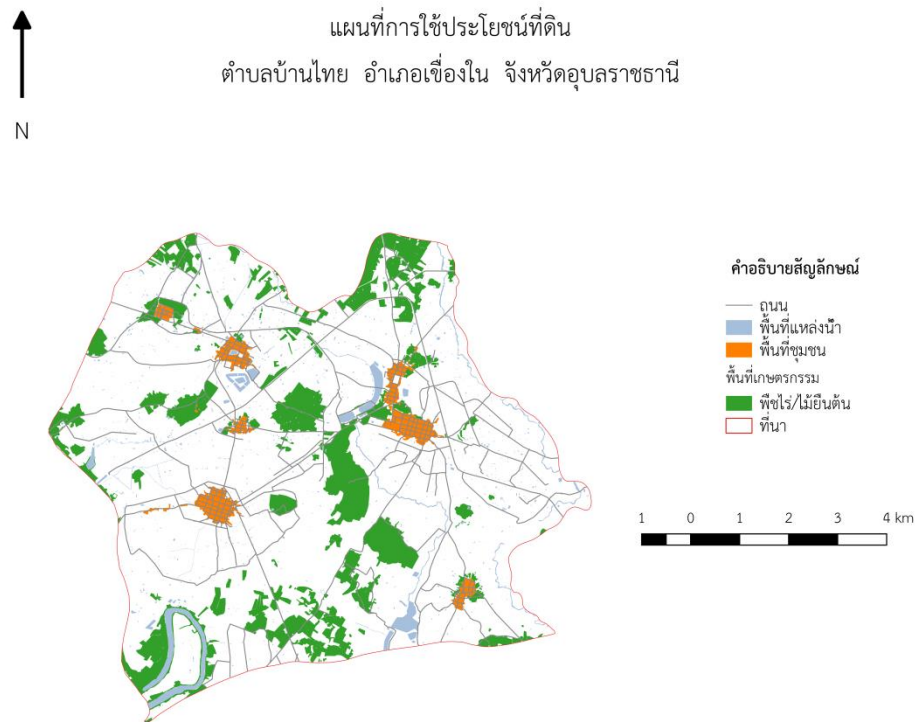 แผนที่การใช้ประโยชน์ที่ดิน
ตำบลบ้านไทย อำเภอเขื่องใน จังหวัดอุบลราชธานี
N
คำอธิบายสัญลักษณ์
ถนน
พื้นที่แหล่งน้ำ
พื้นที่ชุมชน
พื้นที่เกษตรกรรม
พืชไร่/ไม้ยืนต้น
ที่นา
1 0 1 2 3 4 km